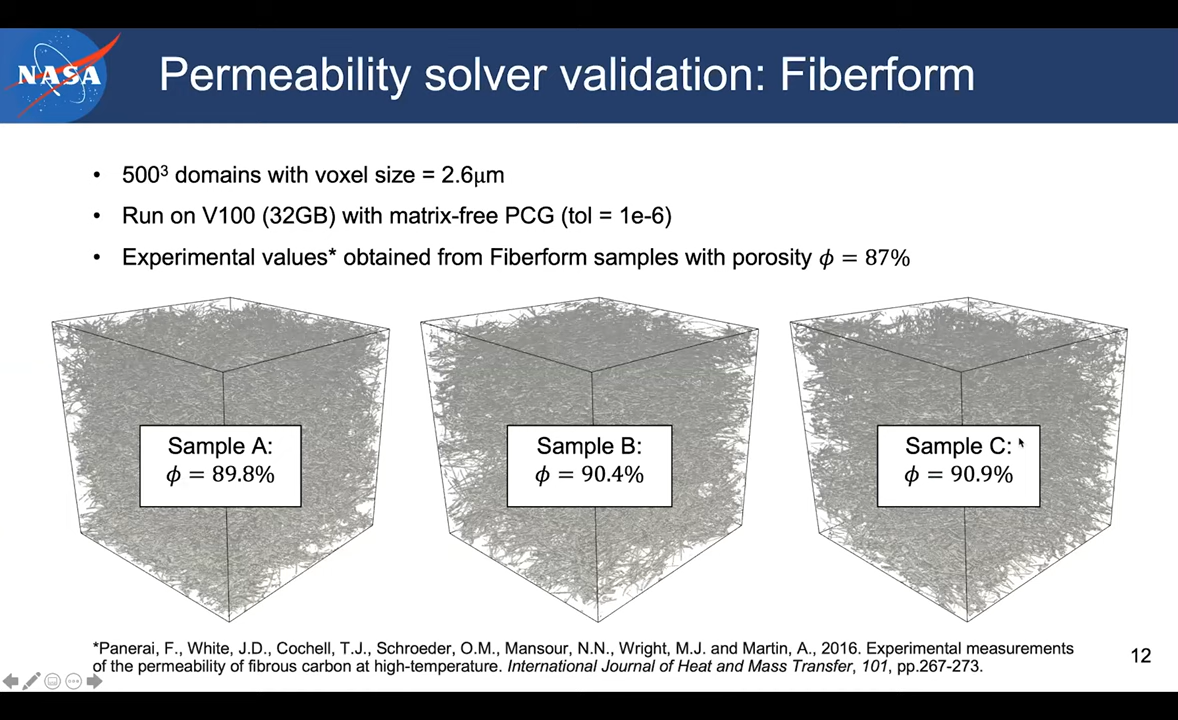 NASA
Permeability solver validation: Fiberform
• 500³ domains with voxel size = 2.6μm
• Run on V100 (32GB) with matrix-free PCG (tol = 1e-6)
• Experimental values* obtained from Fiberform samples with porosity 𝜙 = 87%
Sample A:
𝜙 = 89.8%
Sample B:
𝜙 = 90.4%
Sample C:
𝜙 = 90.9%
*Panerai, F., White, J.D., Cochell, T.J., Schroeder, O.M., Mansour, N.N., Wright, M.J. and Martin, A., 2016. Experimental measurements
of the permeability of fibrous carbon at high-temperature. International Journal of Heat and Mass Transfer, 101, pp.267-273.
12